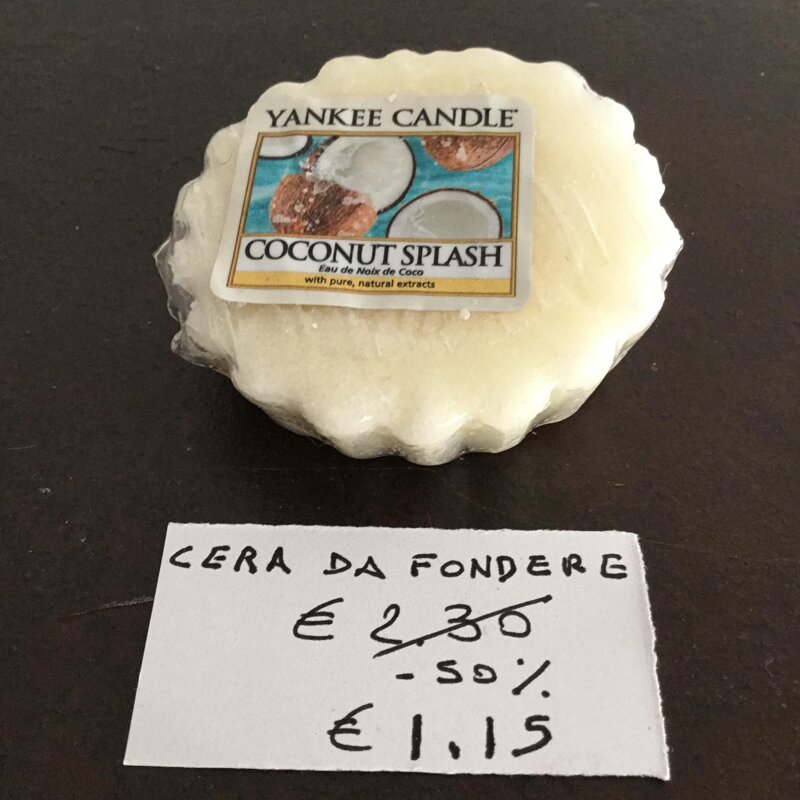 YANKEE CANDLE™
COCONUT SPLASH
Eau de Noix de Coco
with pure, natural extracts
CERA DA FONDERE
€ 2.30
-50%
€ 1.15